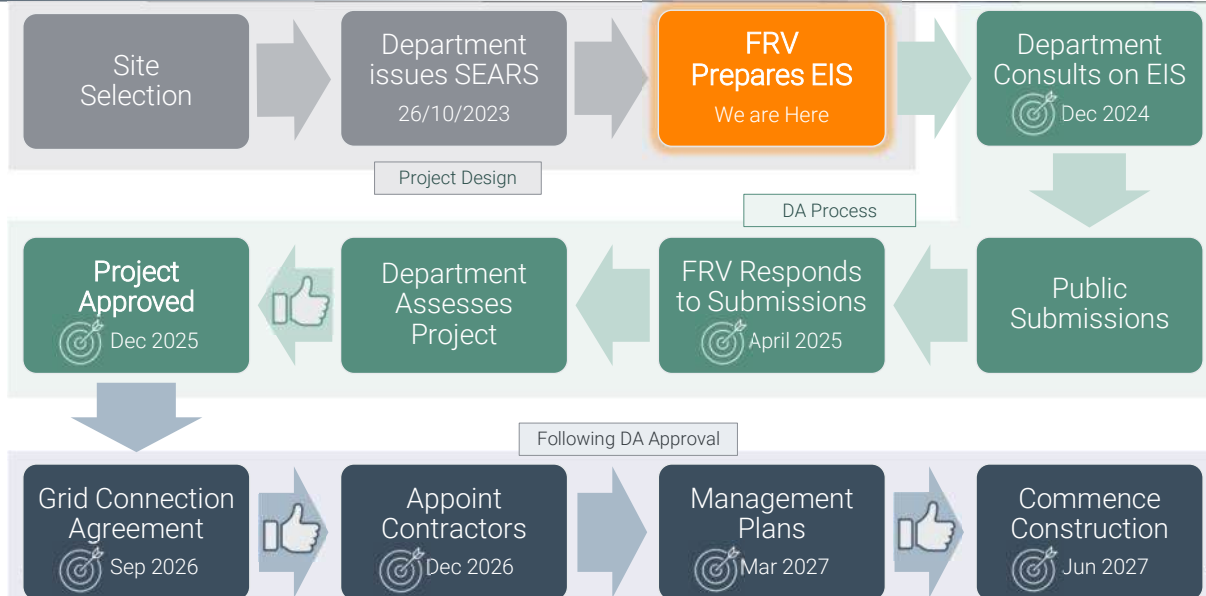 Site
Selection
Department
issues SEARS
26/10/2023
FRV
Prepares EIS
We are Here
Department
Consults on EIS
Dec 2024
Project Design
DA Process
Public
Submissions
FRV Responds
to Submissions
April 2025
Department
Assesses
Project
Project
Approved
Dec 2025
Following DA Approval
Grid Connection
Agreement
Sep 2026
Appoint
Contractors
Dec 2026
Management
Plans
Mar 2027
Commence
Construction
Jun 2027